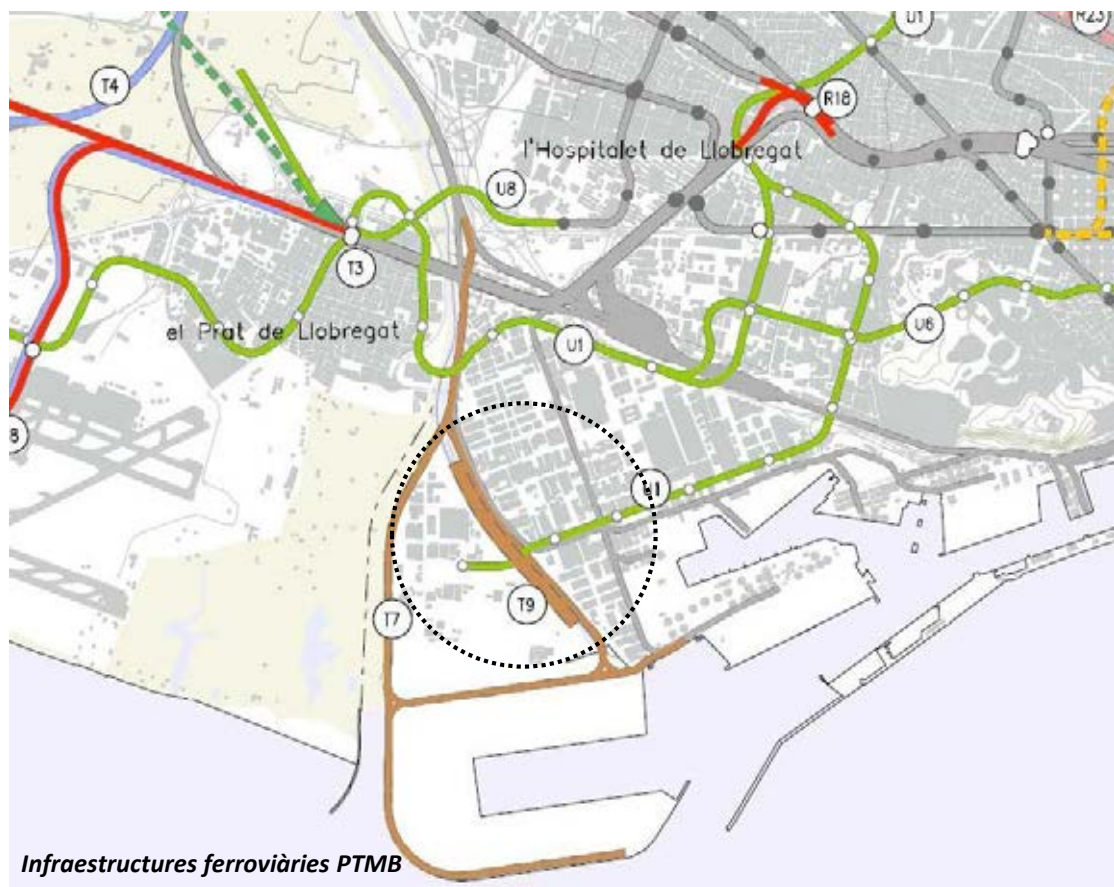 U1
R23
T4
R18
l'Hospitalet de Llobregat
U8
T3
el Prat de Llobregat
U1
U6
8
U1
T9
T7
Infraestructures ferroviàries PTMB